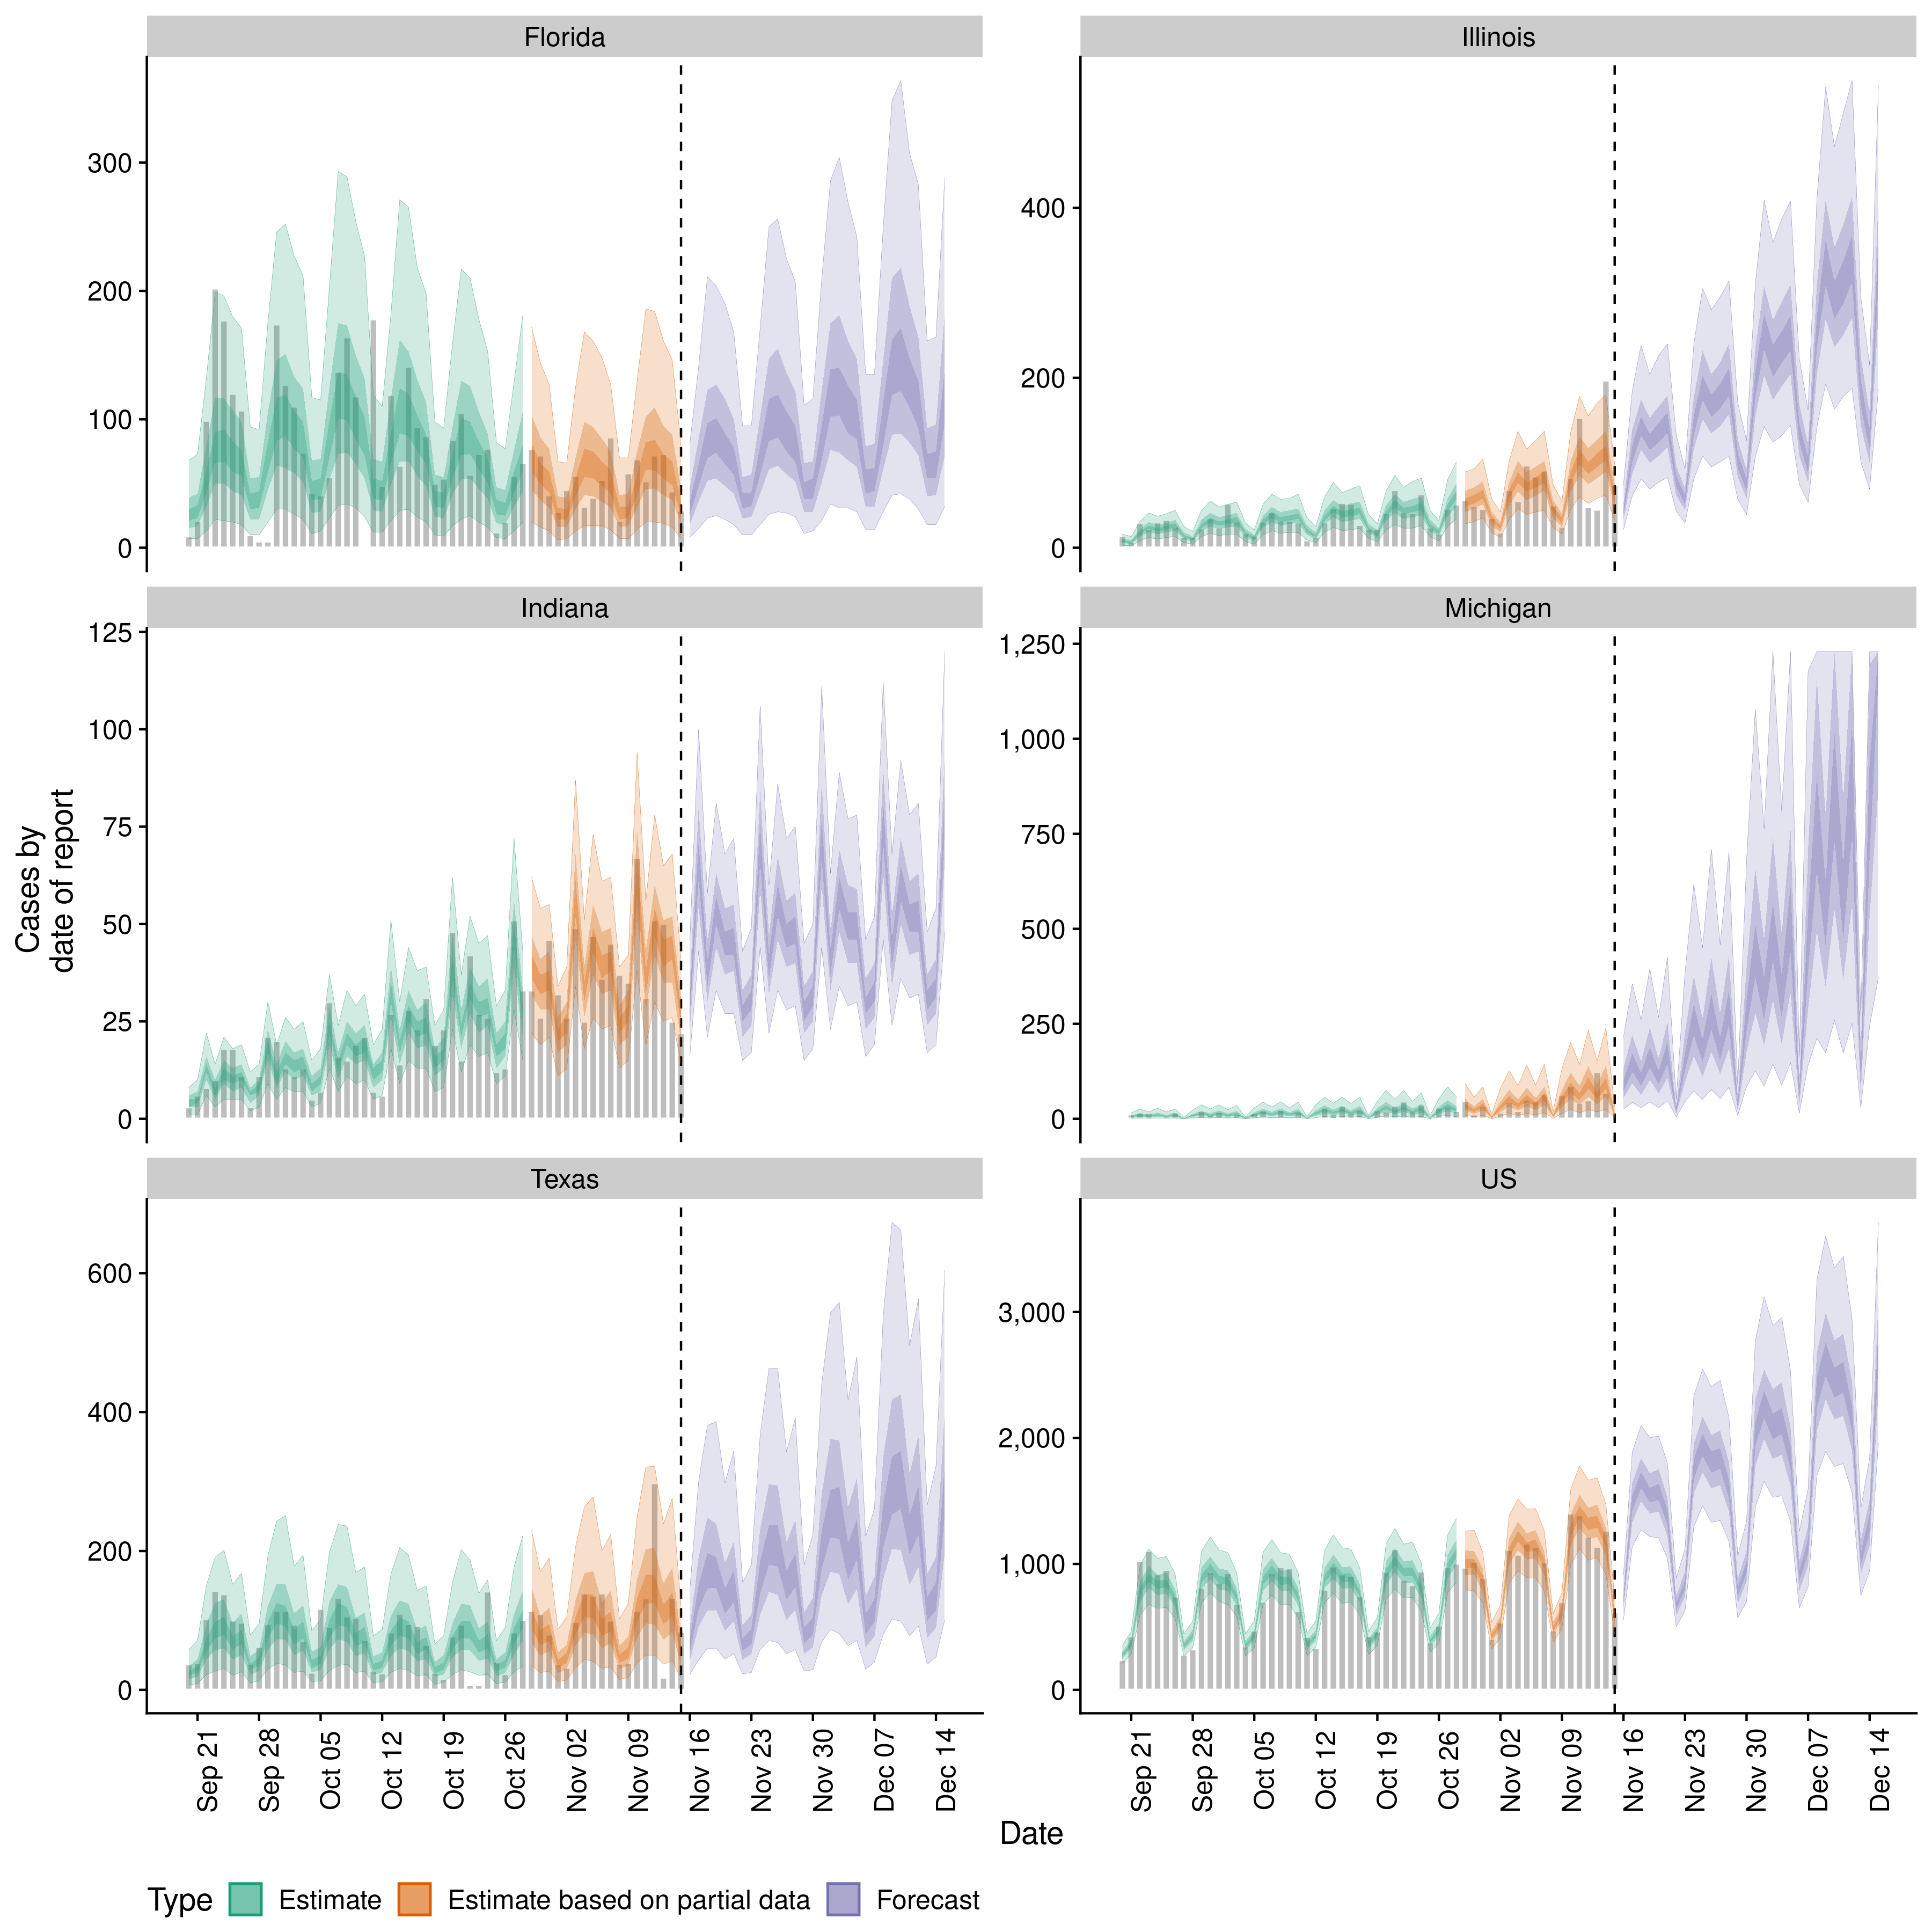 Florida
Illinois
300
200
100
0
400
200
0
Indiana
Michigan
125
100
75
50
25
0
1,250
1,000
750
500
250
0
Cases by
date of report
Texas
US
600
400
200
0
3,000
2,000
1,000
0
Sep 21
Sep 28
Oct 05
Oct 12
Oct 19
Oct 26
Nov 02
Nov 09
Nov 16
Nov 23
Nov 30
Dec 07
Dec 14
Sep 21
Sep 28
Oct 05
Oct 12
Oct 19
Oct 26
Nov 02
Nov 09
Nov 16
Nov 23
Nov 30
Dec 07
Dec 14
Date
Type Estimate Estimate based on partial data Forecast